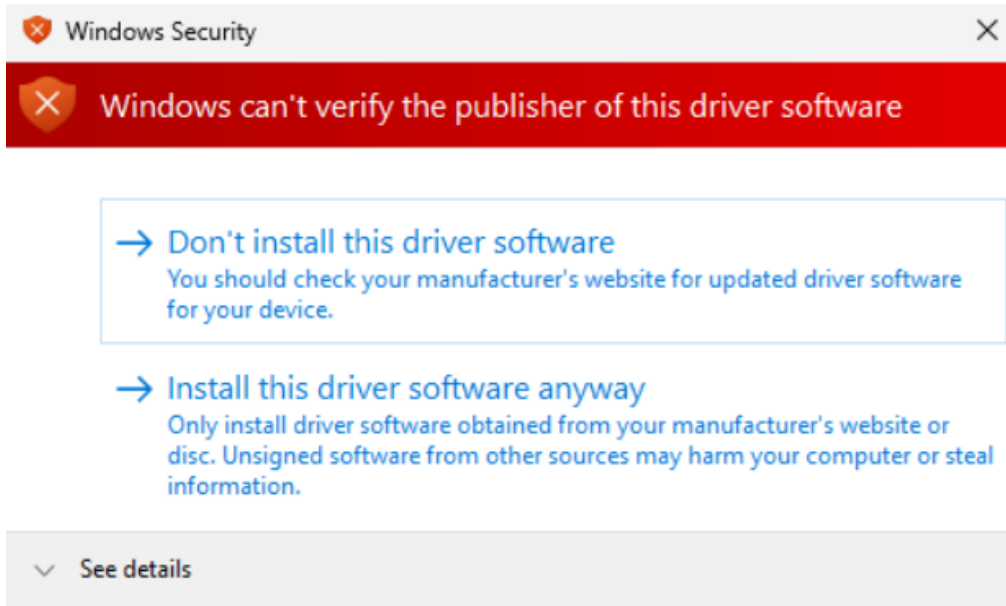 Windows Security
Windows can't verify the publisher of this driver software
Don't install this driver software
You should check your manufacturer's website for updated driver software
for your device.
Install this driver software anyway
Only install driver software obtained from your manufacturer's website or
disc. Unsigned software from other sources may harm your computer or steal
information.
See details